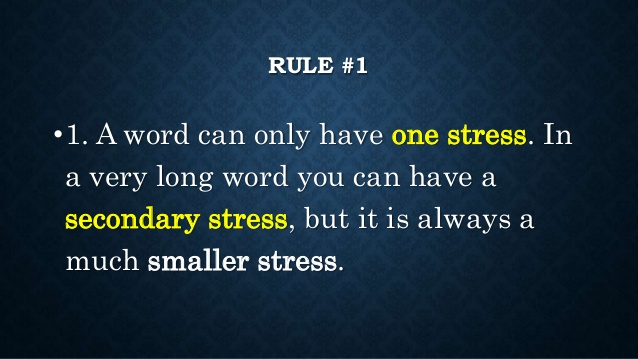 RULE #1
•1. A word can only have one stress. In
a very long word you can have a
secondary stress, but it is always a
much smaller stress.